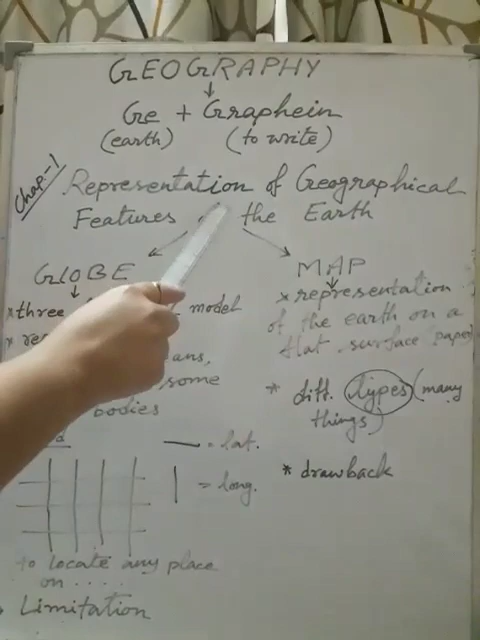 GEOGRAPHY
Ge + Graphein
(earth) (to write)
Chap:-1
Representation of Geographical
Features the Earth
GlOBE
* three model
ans,
some
bodies
— = lat.
| = long.
to locate any place
on ....
Limitation
MAP
* representation
of the earth on a
flat surface (paper)
* diff. types (many
things)
* drawback